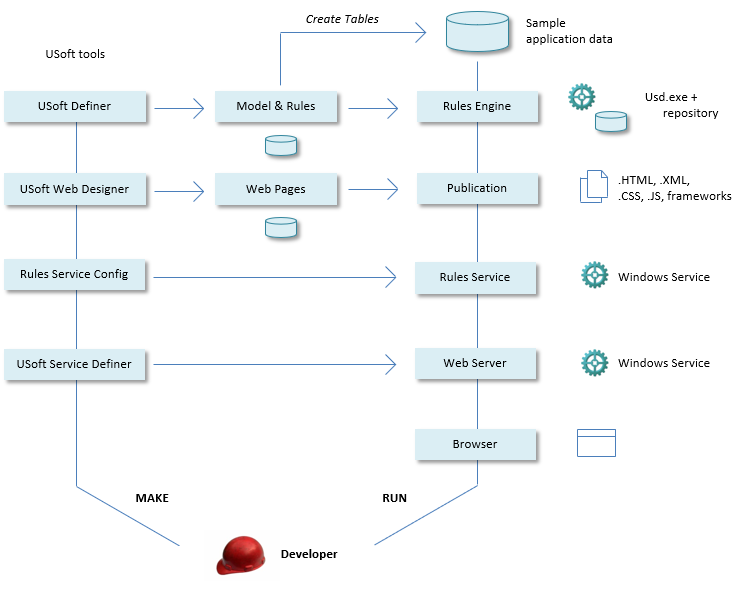 Create Tables
Sample
application data
USoft tools
USoft Definer
Model & Rules
Rules Engine
Usd.exe +
repository
USoft Web Designer
Web Pages
Publication
.HTML, .XML,
.CSS, .JS, frameworks
Rules Service Config
Rules Service
Windows Service
USoft Service Definer
Web Server
Windows Service
Browser
MAKE
RUN
Developer